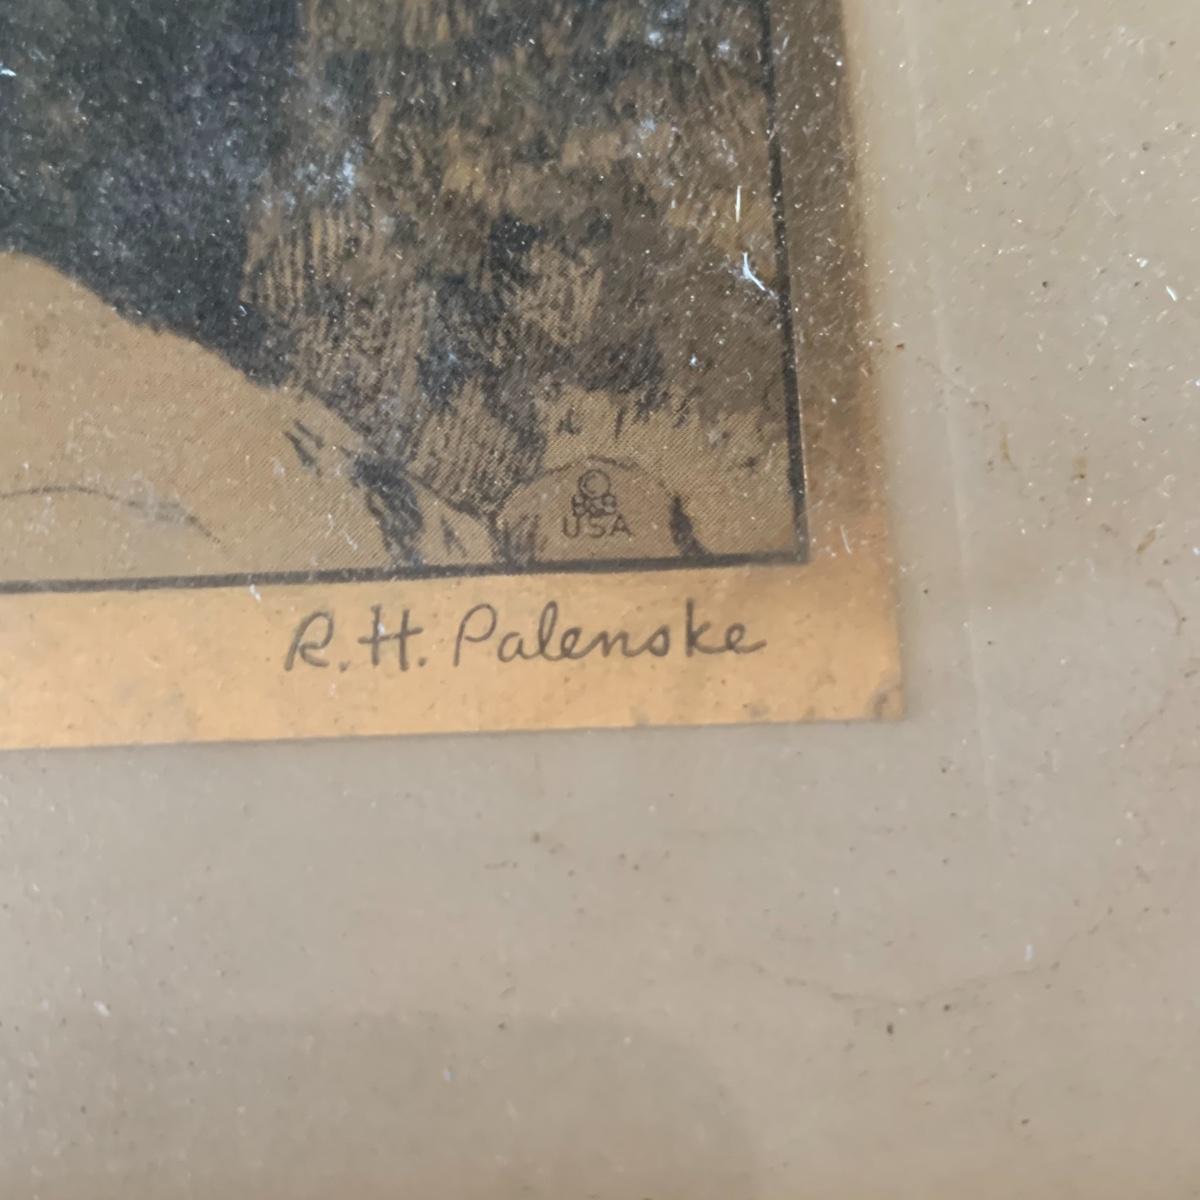 ©
B&B
USA
R.H. Palenske